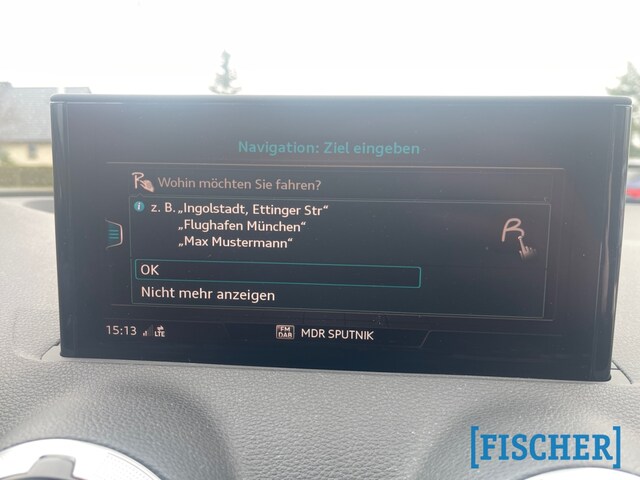 Navigation: Ziel eingeben
Wohin möchten Sie fahren?
z. B. „Ingolstadt, Ettinger Str“
„Flughafen München“
„Max Mustermann“
R
OK
Nicht mehr anzeigen
15:13 LTE FM DAB MDR SPUTNIK
[FISCHER]